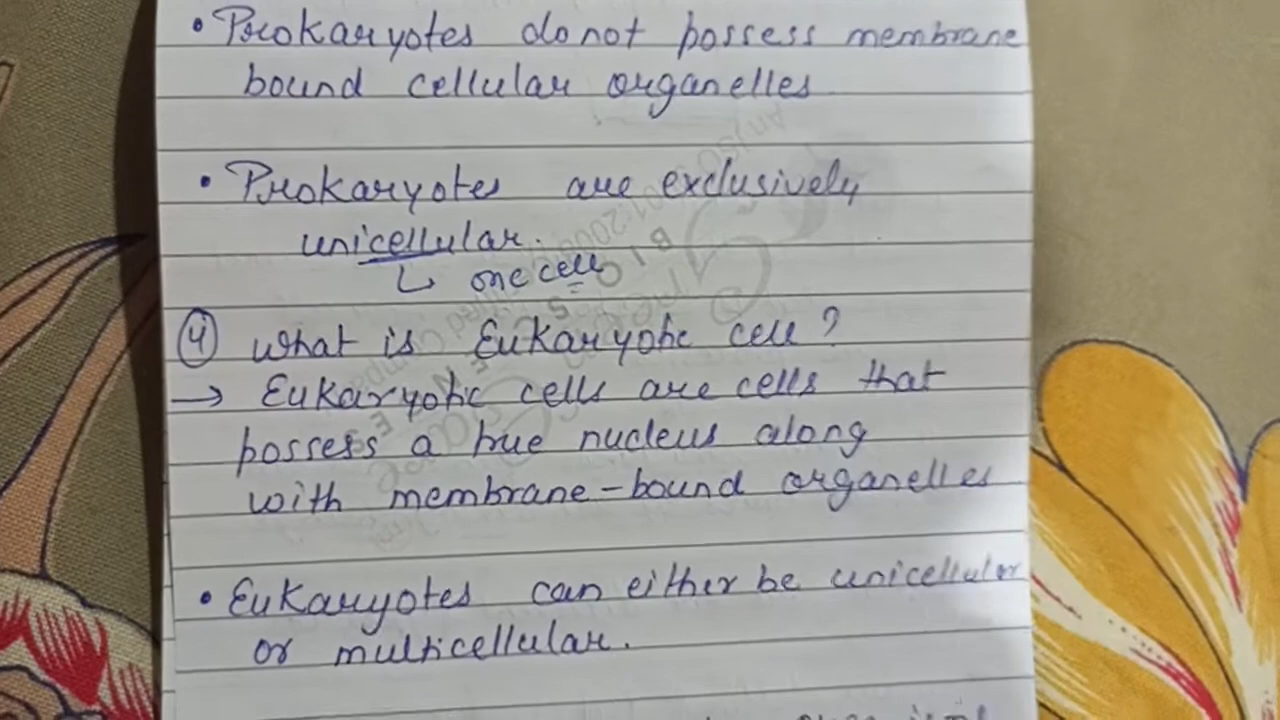 • Prokaryotes do not possess membrane
bound cellular organelles
• Prokaryotes are exclusively
unicellular.
↳ one cell
④ What is Eukaryotic cell?
→ Eukaryotic cells are cells that
possess a true nucleus along
with membrane-bound organelles
• Eukaryotes can either be unicellular
or multicellular.